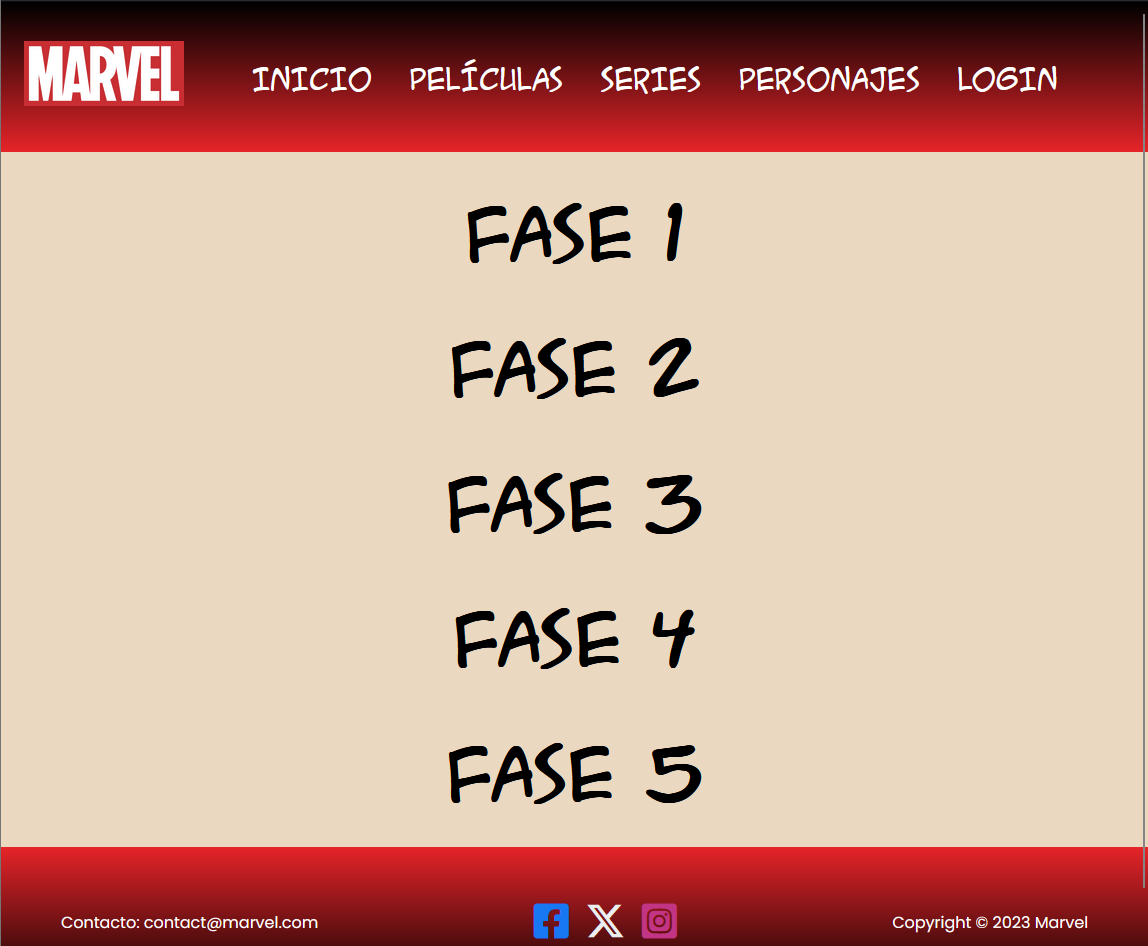 MARVEL
INICIO PELÍCULAS SERIES PERSONAJES LOGIN
FASE 1
FASE 2
FASE 3
FASE 4
FASE 5
Contacto: contact@marvel.com
Copyright © 2023 Marvel